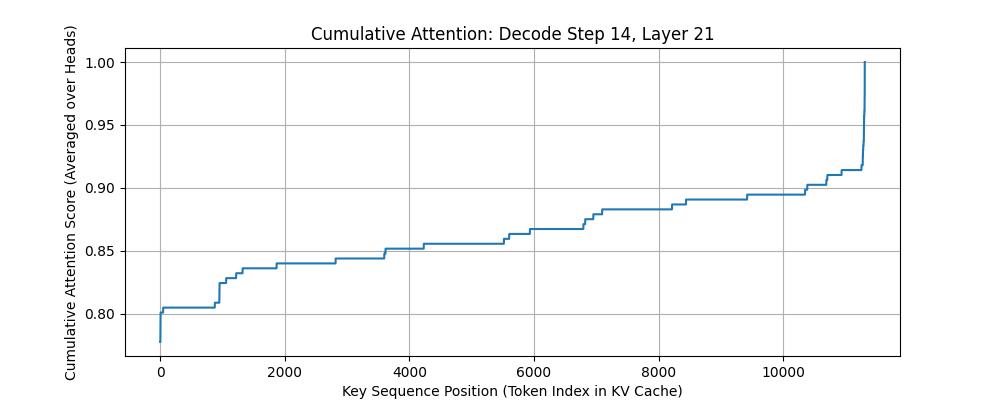 Cumulative Attention: Decode Step 14, Layer 21
Cumulative Attention Score (Averaged over Heads)
1.00
0.95
0.90
0.85
0.80
0 2000 4000 6000 8000 10000
Key Sequence Position (Token Index in KV Cache)